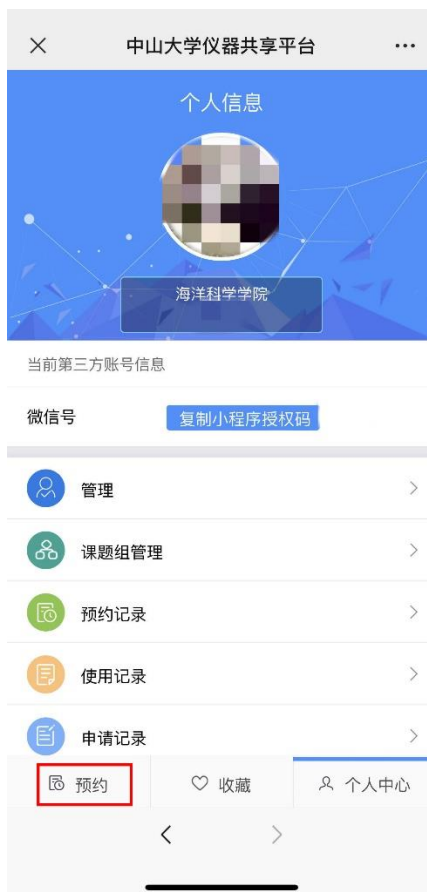 中山大学仪器共享平台
个人信息
海洋科学学院
当前第三方账号信息
微信号 复制小程序授权码
管理
课题组管理
预约记录
使用记录
申请记录
预约 收藏 个人中心